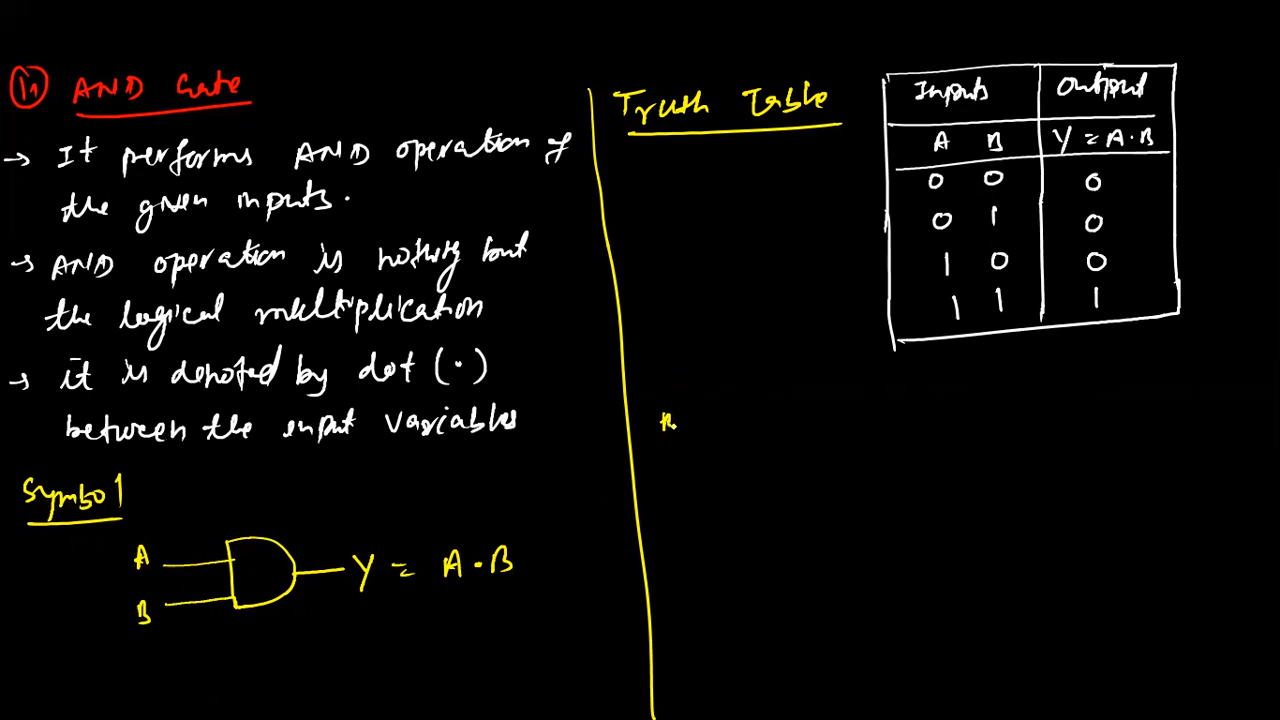 1, AND Gate
→ It performs AND operation of
the given inputs.
→ AND operation is nothing but
the logical multiplication
→ it is denoted by dot (·)
between the input variables
Symbol
A
B
Y = A·B
Truth Table
Inputs Output
A B Y = A·B
0 0 0
0 1 0
1 0 0
1 1 1